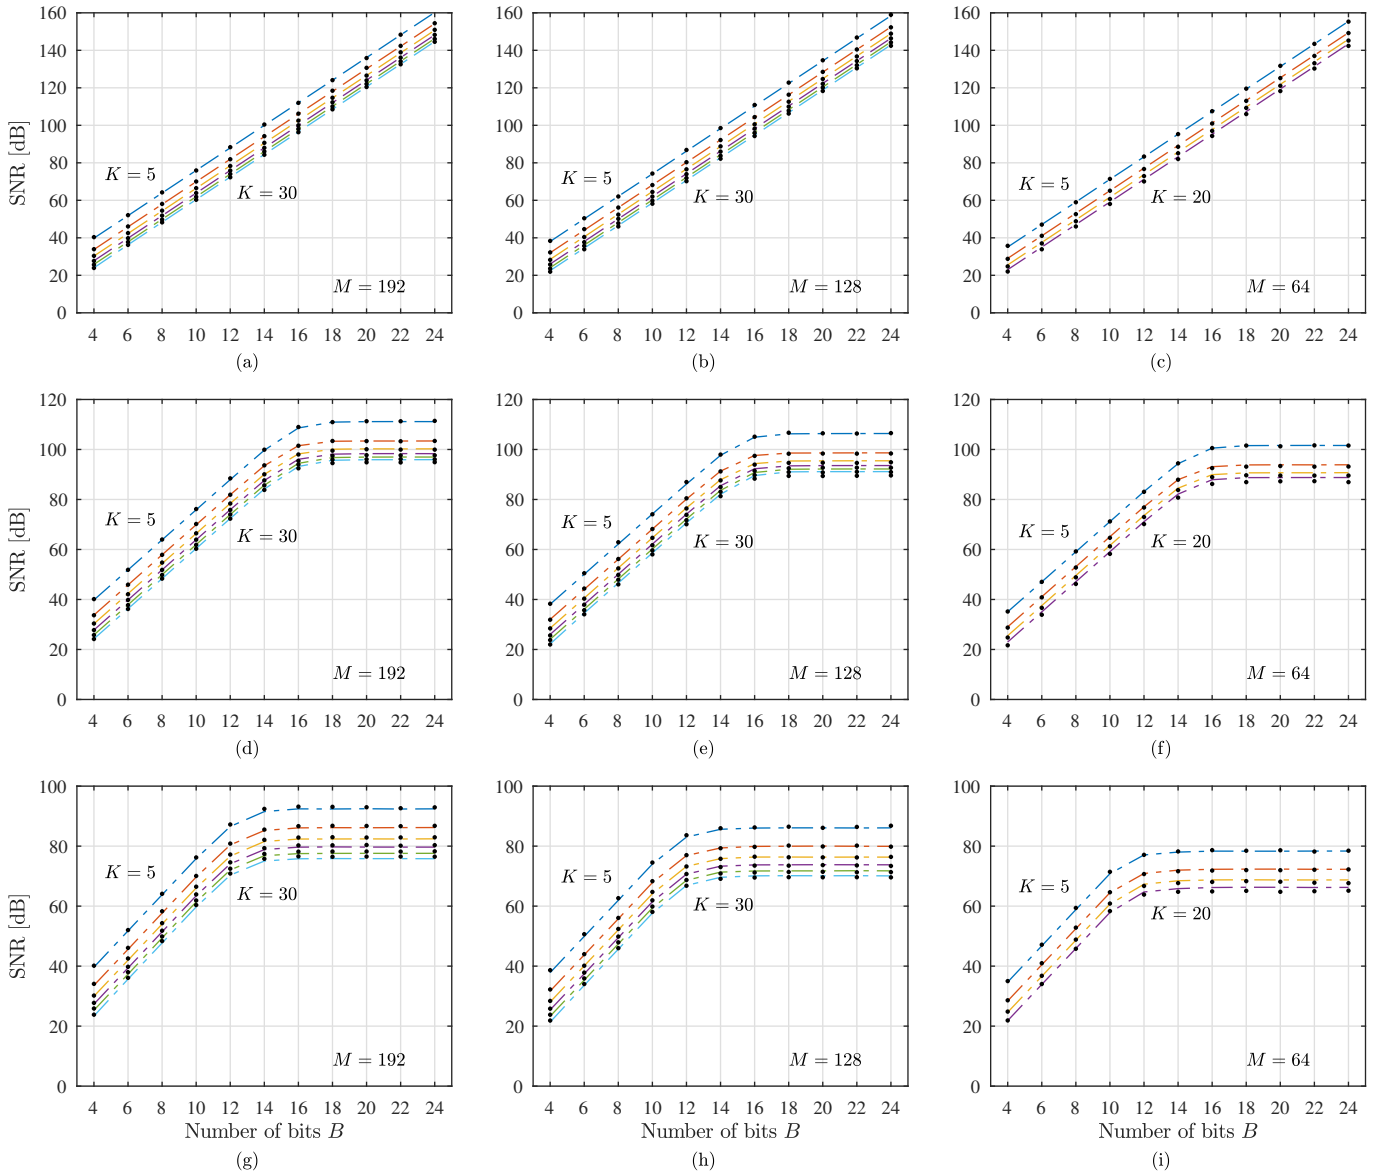 160
140
120
100
80
60
40
20
0
SNR [dB]
K = 5
K = 30
M = 192
4 6 8 10 12 14 16 18 20 22 24
(a)
160
140
120
100
80
60
40
20
0
K = 5
K = 30
M = 128
4 6 8 10 12 14 16 18 20 22 24
(b)
160
140
120
100
80
60
40
20
0
K = 5
K = 20
M = 64
4 6 8 10 12 14 16 18 20 22 24
(c)
120
100
80
60
40
20
0
SNR [dB]
K = 5
K = 30
M = 192
4 6 8 10 12 14 16 18 20 22 24
(d)
120
100
80
60
40
20
0
K = 5
K = 30
M = 128
4 6 8 10 12 14 16 18 20 22 24
(e)
120
100
80
60
40
20
0
K = 5
K = 20
M = 64
4 6 8 10 12 14 16 18 20 22 24
(f)
100
80
60
40
20
0
SNR [dB]
K = 5
K = 30
M = 192
4 6 8 10 12 14 16 18 20 22 24
Number of bits B
(g)
100
80
60
40
20
0
K = 5
K = 30
M = 128
4 6 8 10 12 14 16 18 20 22 24
Number of bits B
(h)
100
80
60
40
20
0
K = 5
K = 20
M = 64
4 6 8 10 12 14 16 18 20 22 24
Number of bits B
(i)